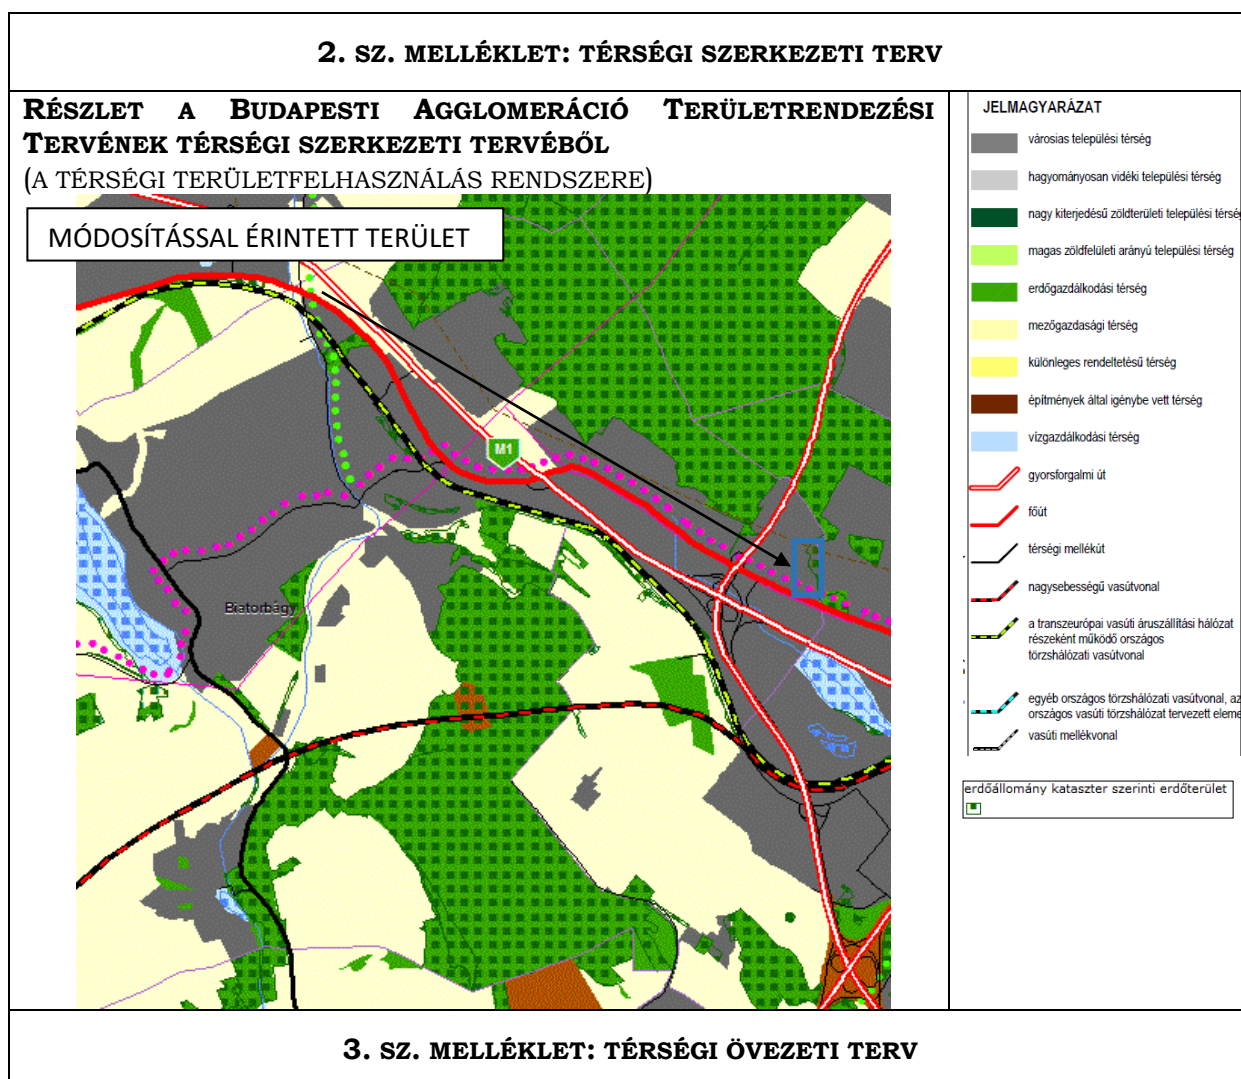 2. SZ. MELLÉKLET: TÉRSÉGI SZERKEZETI TERV
RÉSZLET A BUDAPESTI AGGLOMERÁCIÓ TERÜLETRENDEZÉSI
TERVÉNEK TÉRSÉGI SZERKEZETI TERVÉBŐL
(A TÉRSÉGI TERÜLETFELHASZNÁLÁS RENDSZERE)
MÓDOSÍTÁSSAL ÉRINTETT TERÜLET
M1
Biatorbágy
JELMAGYARÁZAT
városias települési térség
hagyományosan vidéki települési térség
nagy kiterjedésű zöldterületi települési térség
magas zöldfelületi arányú települési térség
erdőgazdálkodási térség
mezőgazdasági térség
különleges rendeltetésű térség
építmények által igénybe vett térség
vízgazdálkodási térség
gyorsforgalmi út
főút
térségi mellékút
nagysebességű vasútvonal
a transzeurópai vasúti áruszállítási hálózat
részeként működő országos
törzshálózati vasútvonal
egyéb országos törzshálózati vasútvonal, az
országos vasúti törzshálózat tervezett eleme
vasúti mellékvonal
erdőállomány kataszter szerinti erdőterület
3. SZ. MELLÉKLET: TÉRSÉGI ÖVEZETI TERV